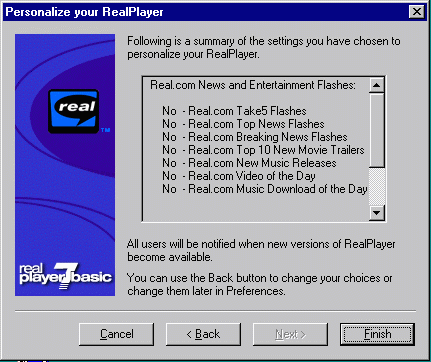 Personalize your RealPlayer
Following is a summary of the settings you have chosen to
personalize your RealPlayer.
Real.com News and Entertainment Flashes:
No - Real.com Take5 Flashes
No - Real.com Top News Flashes
No - Real.com Breaking News Flashes
No - Real.com Top 10 New Movie Trailers
No - Real.com New Music Releases
No - Real.com Video of the Day
No - Real.com Music Download of the Day
real
TM
All users will be notified when new versions of RealPlayer
become available.
You can use the Back button to change your choices or
change them later in Preferences.
real
player 7 basic
Cancel
< Back
Next >
Finish